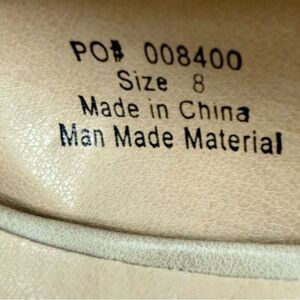 PO# 008400
Size 8
Made in China
Man Made Material